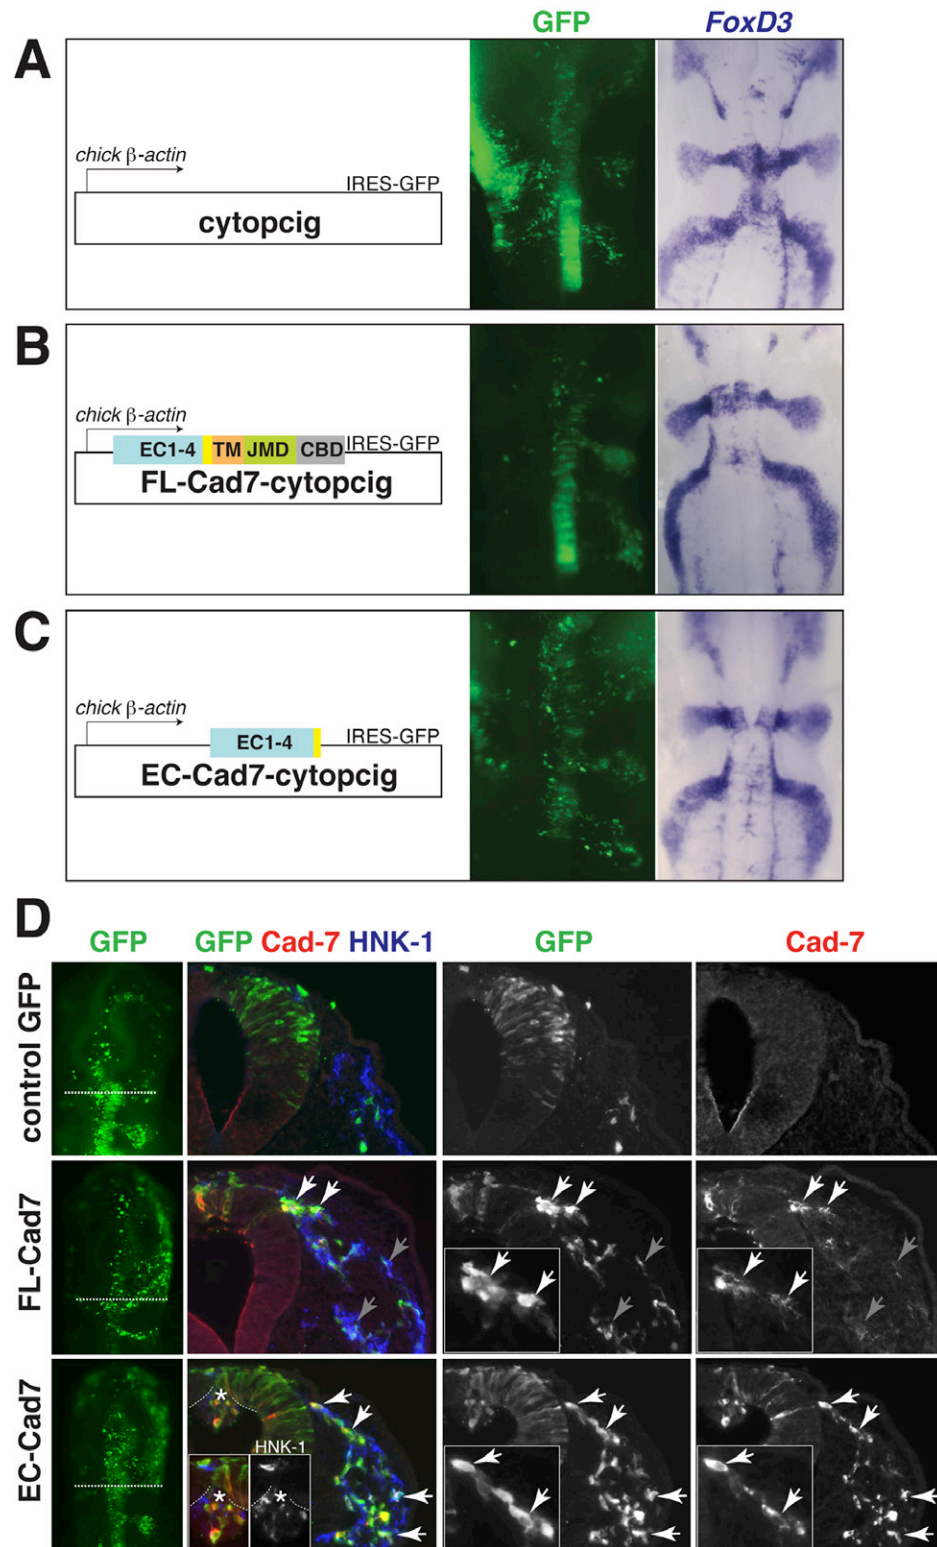 GFP FoxD3
A
chick β-actin
IRES-GFP
cytopcig
B
chick β-actin
EC1-4 TM JMD CBD IRES-GFP
FL-Cad7-cytopcig
C
chick β-actin
EC1-4 IRES-GFP
EC-Cad7-cytopcig
D
GFP GFP Cad-7 HNK-1 GFP Cad-7
control GFP
FL-Cad7
EC-Cad7
*
HNK-1
* *